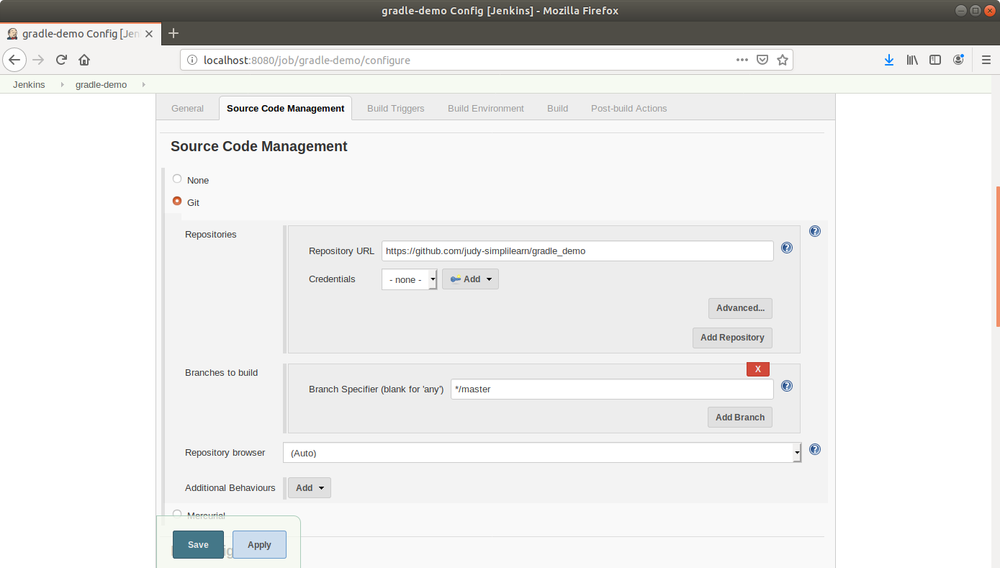 gradle-demo Config [Jenkins] - Mozilla Firefox
gradle-demo Config [Jen
localhost:8080/job/gradle-demo/configure
Jenkins gradle-demo
General Source Code Management Build Triggers Build Environment Build Post-build Actions
Source Code Management
None
Git
Repositories
Repository URL https://github.com/judy-simplilearn/gradle_demo
Credentials - none - Add
Advanced...
Add Repository
Branches to build
X
Branch Specifier (blank for 'any') */master
Add Branch
Repository browser (Auto)
Additional Behaviours Add
Mercurial
Save Apply